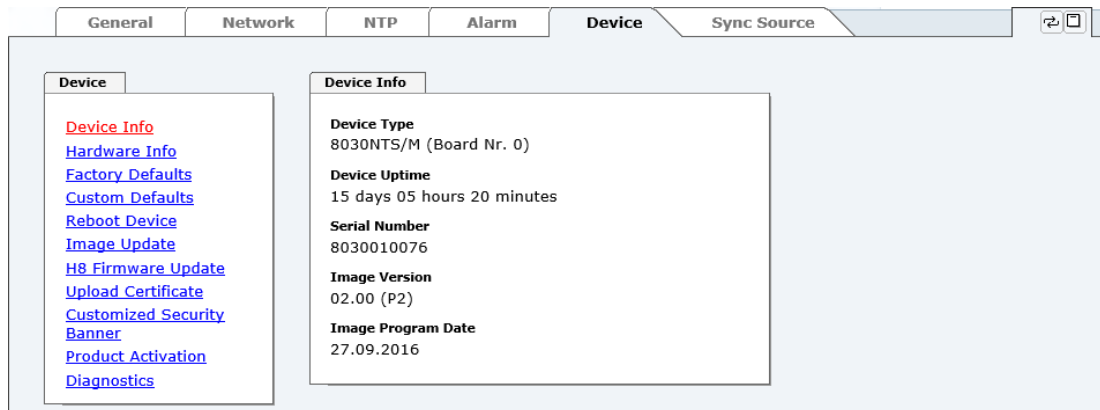 General Network NTP Alarm Device Sync Source
Device
Device Info
Hardware Info
Factory Defaults
Custom Defaults
Reboot Device
Image Update
H8 Firmware Update
Upload Certificate
Customized Security
Banner
Product Activation
Diagnostics
Device Info
Device Type
8030NTS/M (Board Nr. 0)
Device Uptime
15 days 05 hours 20 minutes
Serial Number
8030010076
Image Version
02.00 (P2)
Image Program Date
27.09.2016